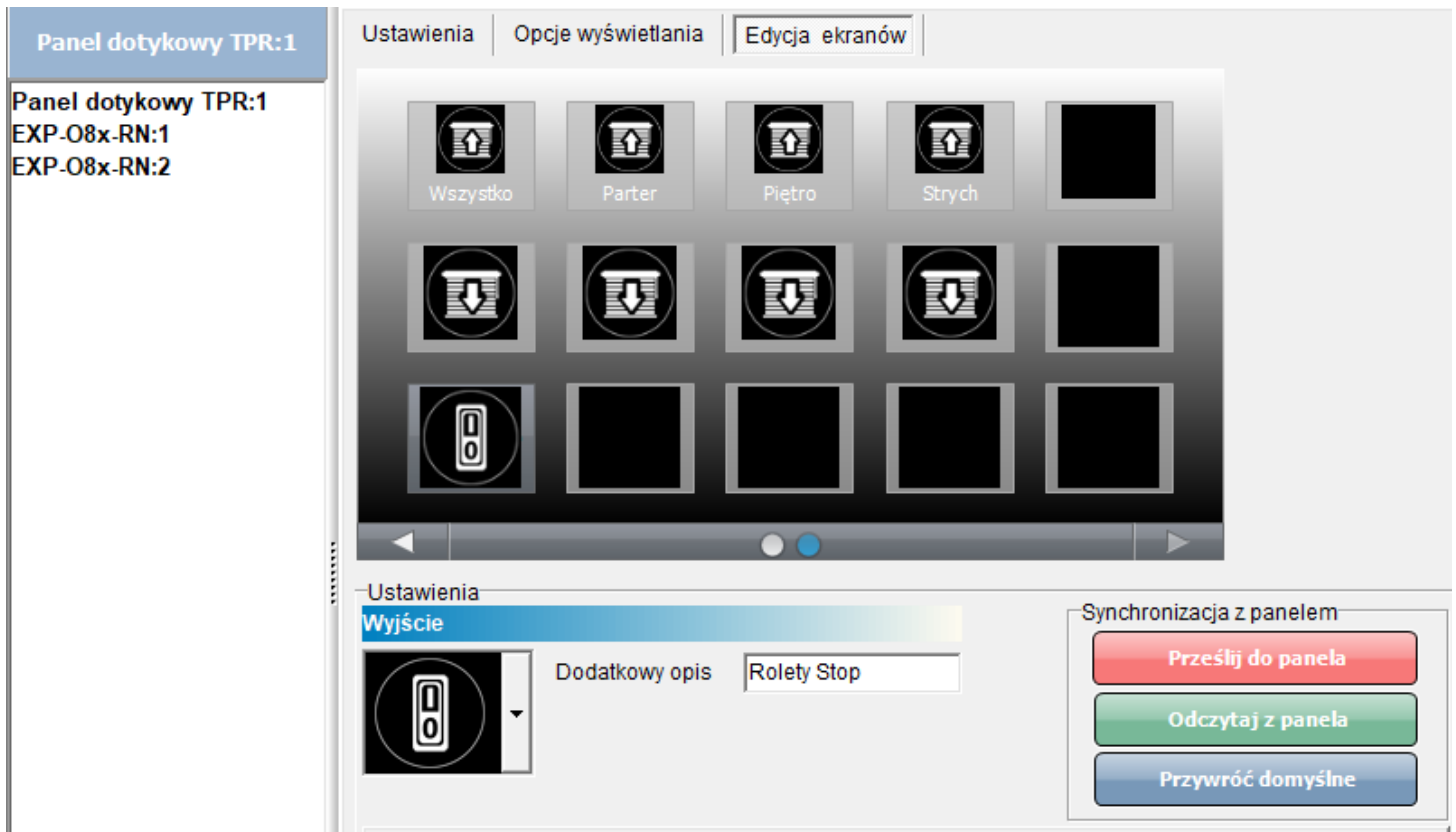 Panel dotykowy TPR:1
Panel dotykowy TPR:1
EXP-O8x-RN:1
EXP-O8x-RN:2
Ustawienia
Opcje wyświetlania
Edycja ekranów
Wszystko
Parter
Piętro
Strych
Ustawienia
Wyjście
Dodatkowy opis
Rolety Stop
Synchronizacja z panelem
Prześlij do panela
Odczytaj z panela
Przywróć domyślne